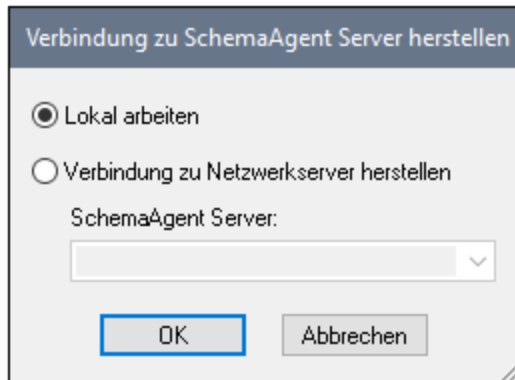 Verbindung zu SchemaAgent Server herstellen
Lokal arbeiten
Verbindung zu Netzwerkserver herstellen
SchemaAgent Server:
OK
Abbrechen